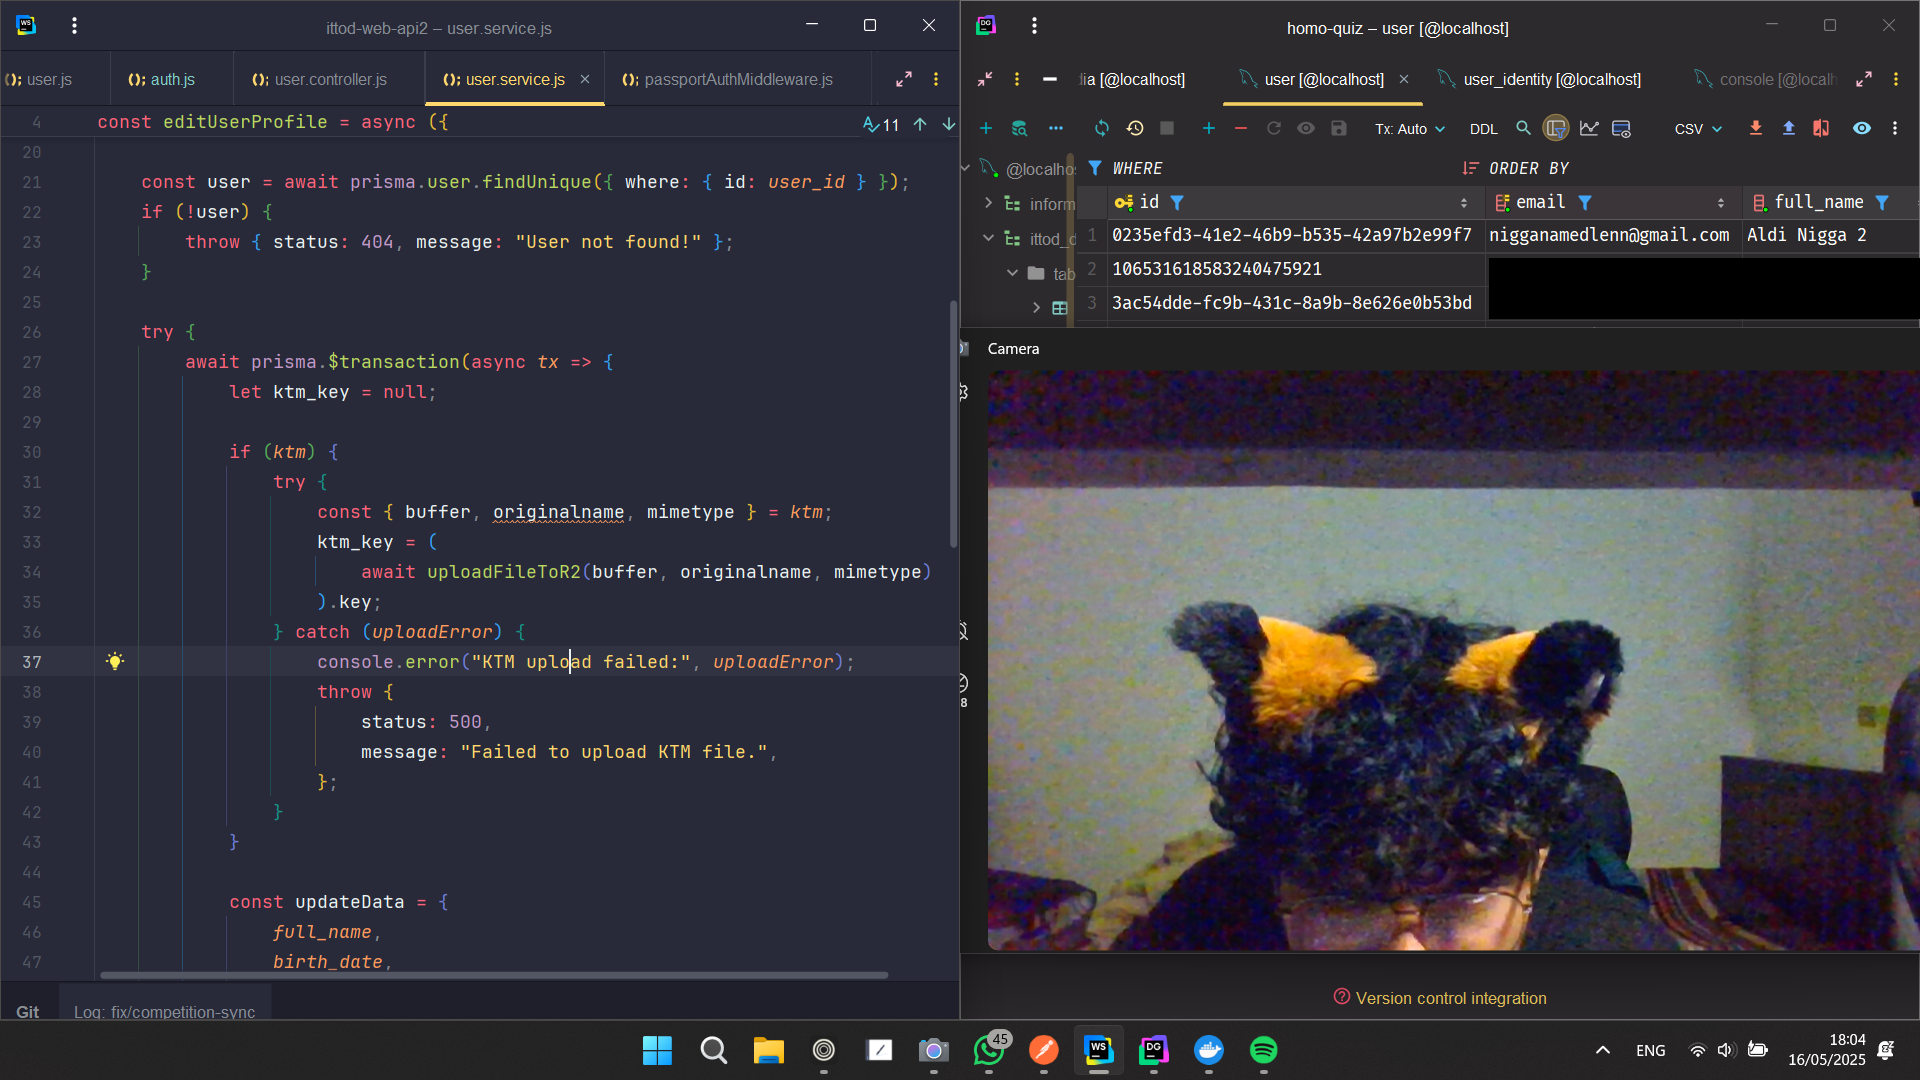 ittod-web-api2 – user.service.js
user.js
auth.js
user.controller.js
user.service.js
passportAuthMiddleware.js
4 const editUserProfile = async ({
11
20
21 const user = await prisma.user.findUnique({ where: { id: user_id } });
22 if (!user) {
23 throw { status: 404, message: "User not found!" };
24 }
25
26 try {
27 await prisma.$transaction(async tx => {
28 let ktm_key = null;
29
30 if (ktm) {
31 try {
32 const { buffer, originalname, mimetype } = ktm;
33 ktm_key = (
34 await uploadFileToR2(buffer, originalname, mimetype)
35 ).key;
36 } catch (uploadError) {
37 console.error("KTM upload failed:", uploadError);
38 throw {
39 status: 500,
40 message: "Failed to upload KTM file.",
41 };
42 }
43 }
44
45 const updateData = {
46 full_name,
47 birth_date,
Git
Log: fix/competition-sync
homo-quiz – user [@localhost]
dia [@localhost]
user [@localhost]
user_identity [@localhost]
console [@localh
Tx: Auto
DDL
CSV
@localho
inform
ittod_d
tab
WHERE
ORDER BY
id
email
full_name
1 0235efd3-41e2-46b9-b535-42a97b2e99f7 nigganamedlenn@gmail.com Aldi Nigga 2
2 106531618583240475921
3 3ac54dde-fc9b-431c-8a9b-8e626e0b53bd
Camera
8
Version control integration
45
WS
DG
ENG
18:04
16/05/2025